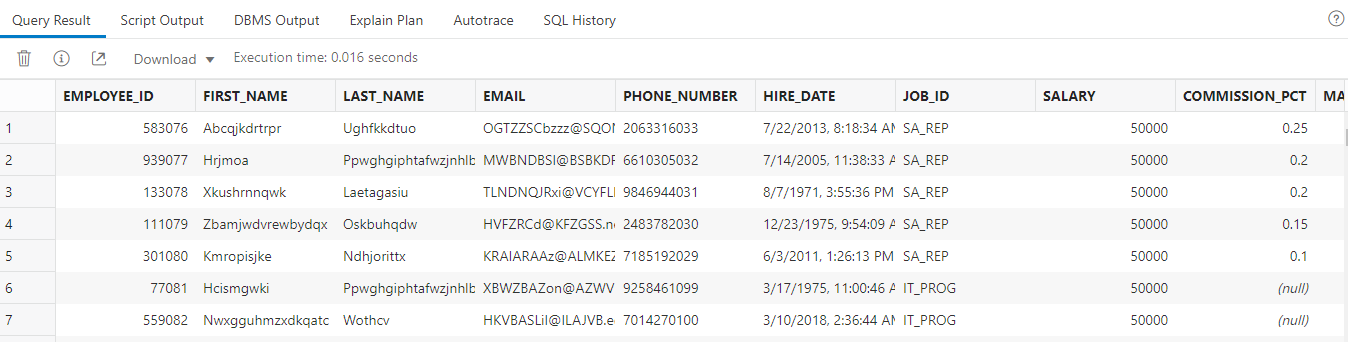 Query Result Script Output DBMS Output Explain Plan Autotrace SQL History
Download Execution time: 0.016 seconds
EMPLOYEE_ID FIRST_NAME LAST_NAME EMAIL PHONE_NUMBER HIRE_DATE JOB_ID SALARY COMMISSION_PCT MA
1 583076 Abcqjkdrtrpr Ughfkkdtuo OGTZZSCbzzz@SQON 2063316033 7/22/2013, 8:18:34 AM SA_REP 50000 0.25
2 939077 Hrjmoa Ppwghgiphtafwzjnhlb MWBNDBSI@BSBKDF 6610305032 7/14/2005, 11:38:33 A SA_REP 50000 0.2
3 133078 Xkushrnnqwk Laetagasiu TLNDNQJRxi@VCYFLI 9846944031 8/7/1971, 3:55:36 PM SA_REP 50000 0.2
4 111079 Zbamjwdvrewbydqx Oskbuhqdw HVFZRCd@KFZGSS.ne 2483782030 12/23/1975, 9:54:09 A SA_REP 50000 0.15
5 301080 Kmropisjke Ndhjorittx KRAIARAAz@ALMKEZ 7185192029 6/3/2011, 1:26:13 PM SA_REP 50000 0.1
6 77081 Hcismgwki Ppwghgiphtafwzjnhlb XBWZBAZon@AZWV 9258461099 3/17/1975, 11:00:46 A IT_PROG 50000 (null)
7 559082 Nwxgguhmzxdkqatc Wothcv HKVBASLil@ILAJVB.e 7014270100 3/10/2018, 2:36:44 AM IT_PROG 50000 (null)